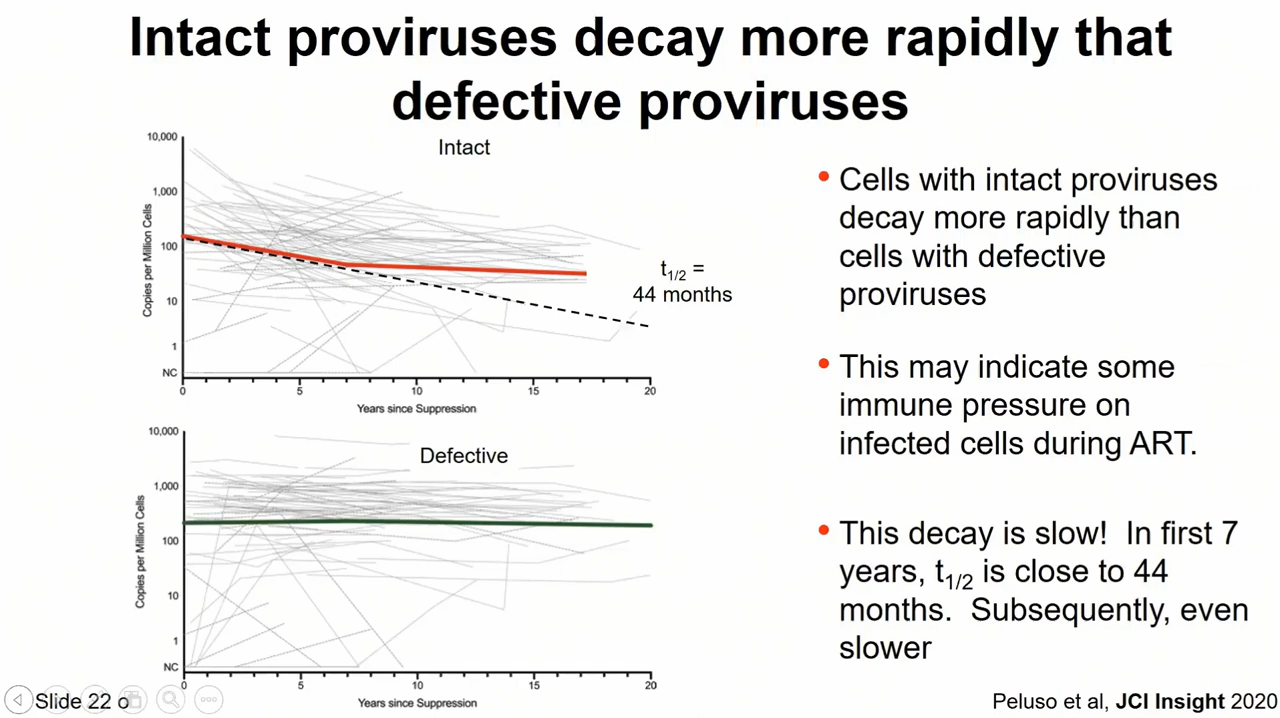 Intact proviruses decay more rapidly that
defective proviruses
10,000
1,000
100
10
1
NC
Copies per Million Cells
Intact
t1/2 =
44 months
0
5
10
15
20
Years since Suppression
10,000
1,000
100
10
1
NC
Copies per Million Cells
Defective
0
5
10
15
20
Years since Suppression
• Cells with intact proviruses
decay more rapidly than
cells with defective
proviruses
• This may indicate some
immune pressure on
infected cells during ART.
• This decay is slow! In first 7
years, t1/2 is close to 44
months. Subsequently, even
slower
Slide 22 o
Peluso et al, JCI Insight 2020